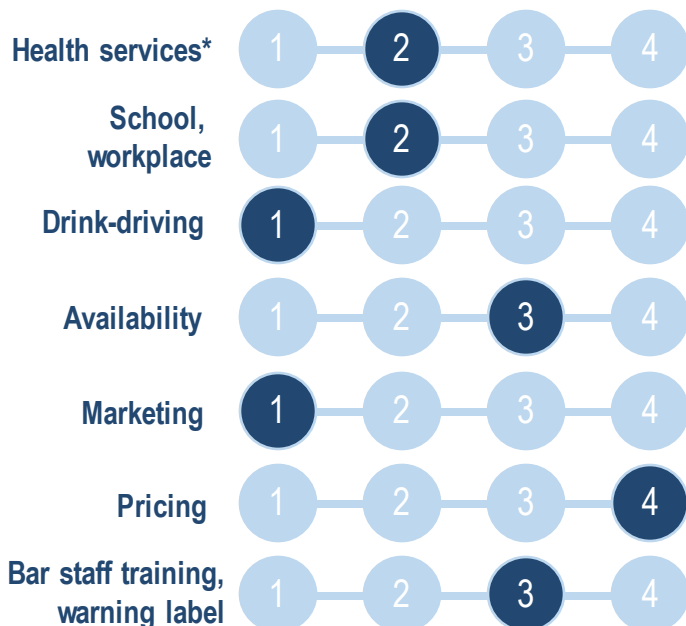 Health services* 1 2 3 4
School,
workplace 1 2 3 4
Drink-driving 1 2 3 4
Availability 1 2 3 4
Marketing 1 2 3 4
Pricing 1 2 3 4
Bar staff training,
warning label 1 2 3 4